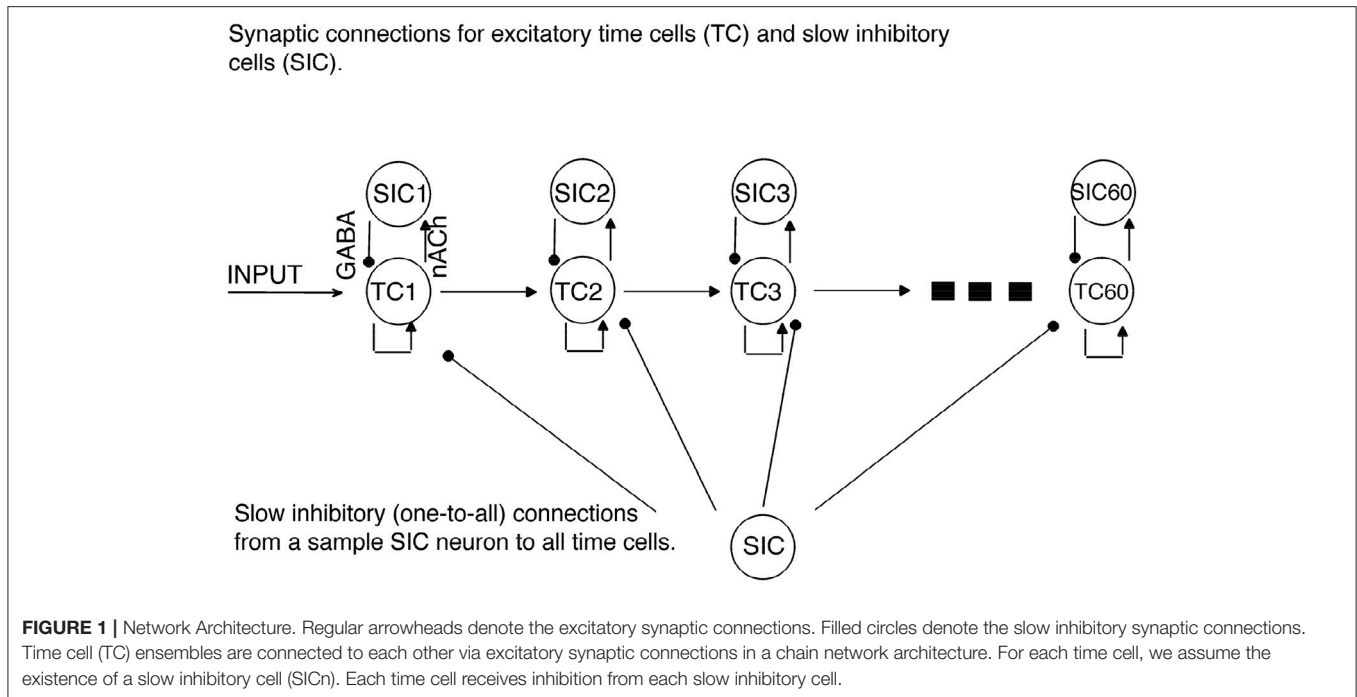 Synaptic connections for excitatory time cells (TC) and slow inhibitory
cells (SIC).
SIC1
SIC2
SIC3
SIC60
GABA
nACh
INPUT
TC1
TC2
TC3
TC60
Slow inhibitory (one-to-all) connections
from a sample SIC neuron to all time cells.
SIC
FIGURE 1 | Network Architecture. Regular arrowheads denote the excitatory synaptic connections. Filled circles denote the slow inhibitory synaptic connections.
Time cell (TC) ensembles are connected to each other via excitatory synaptic connections in a chain network architecture. For each time cell, we assume the
existence of a slow inhibitory cell (SICn). Each time cell receives inhibition from each slow inhibitory cell.